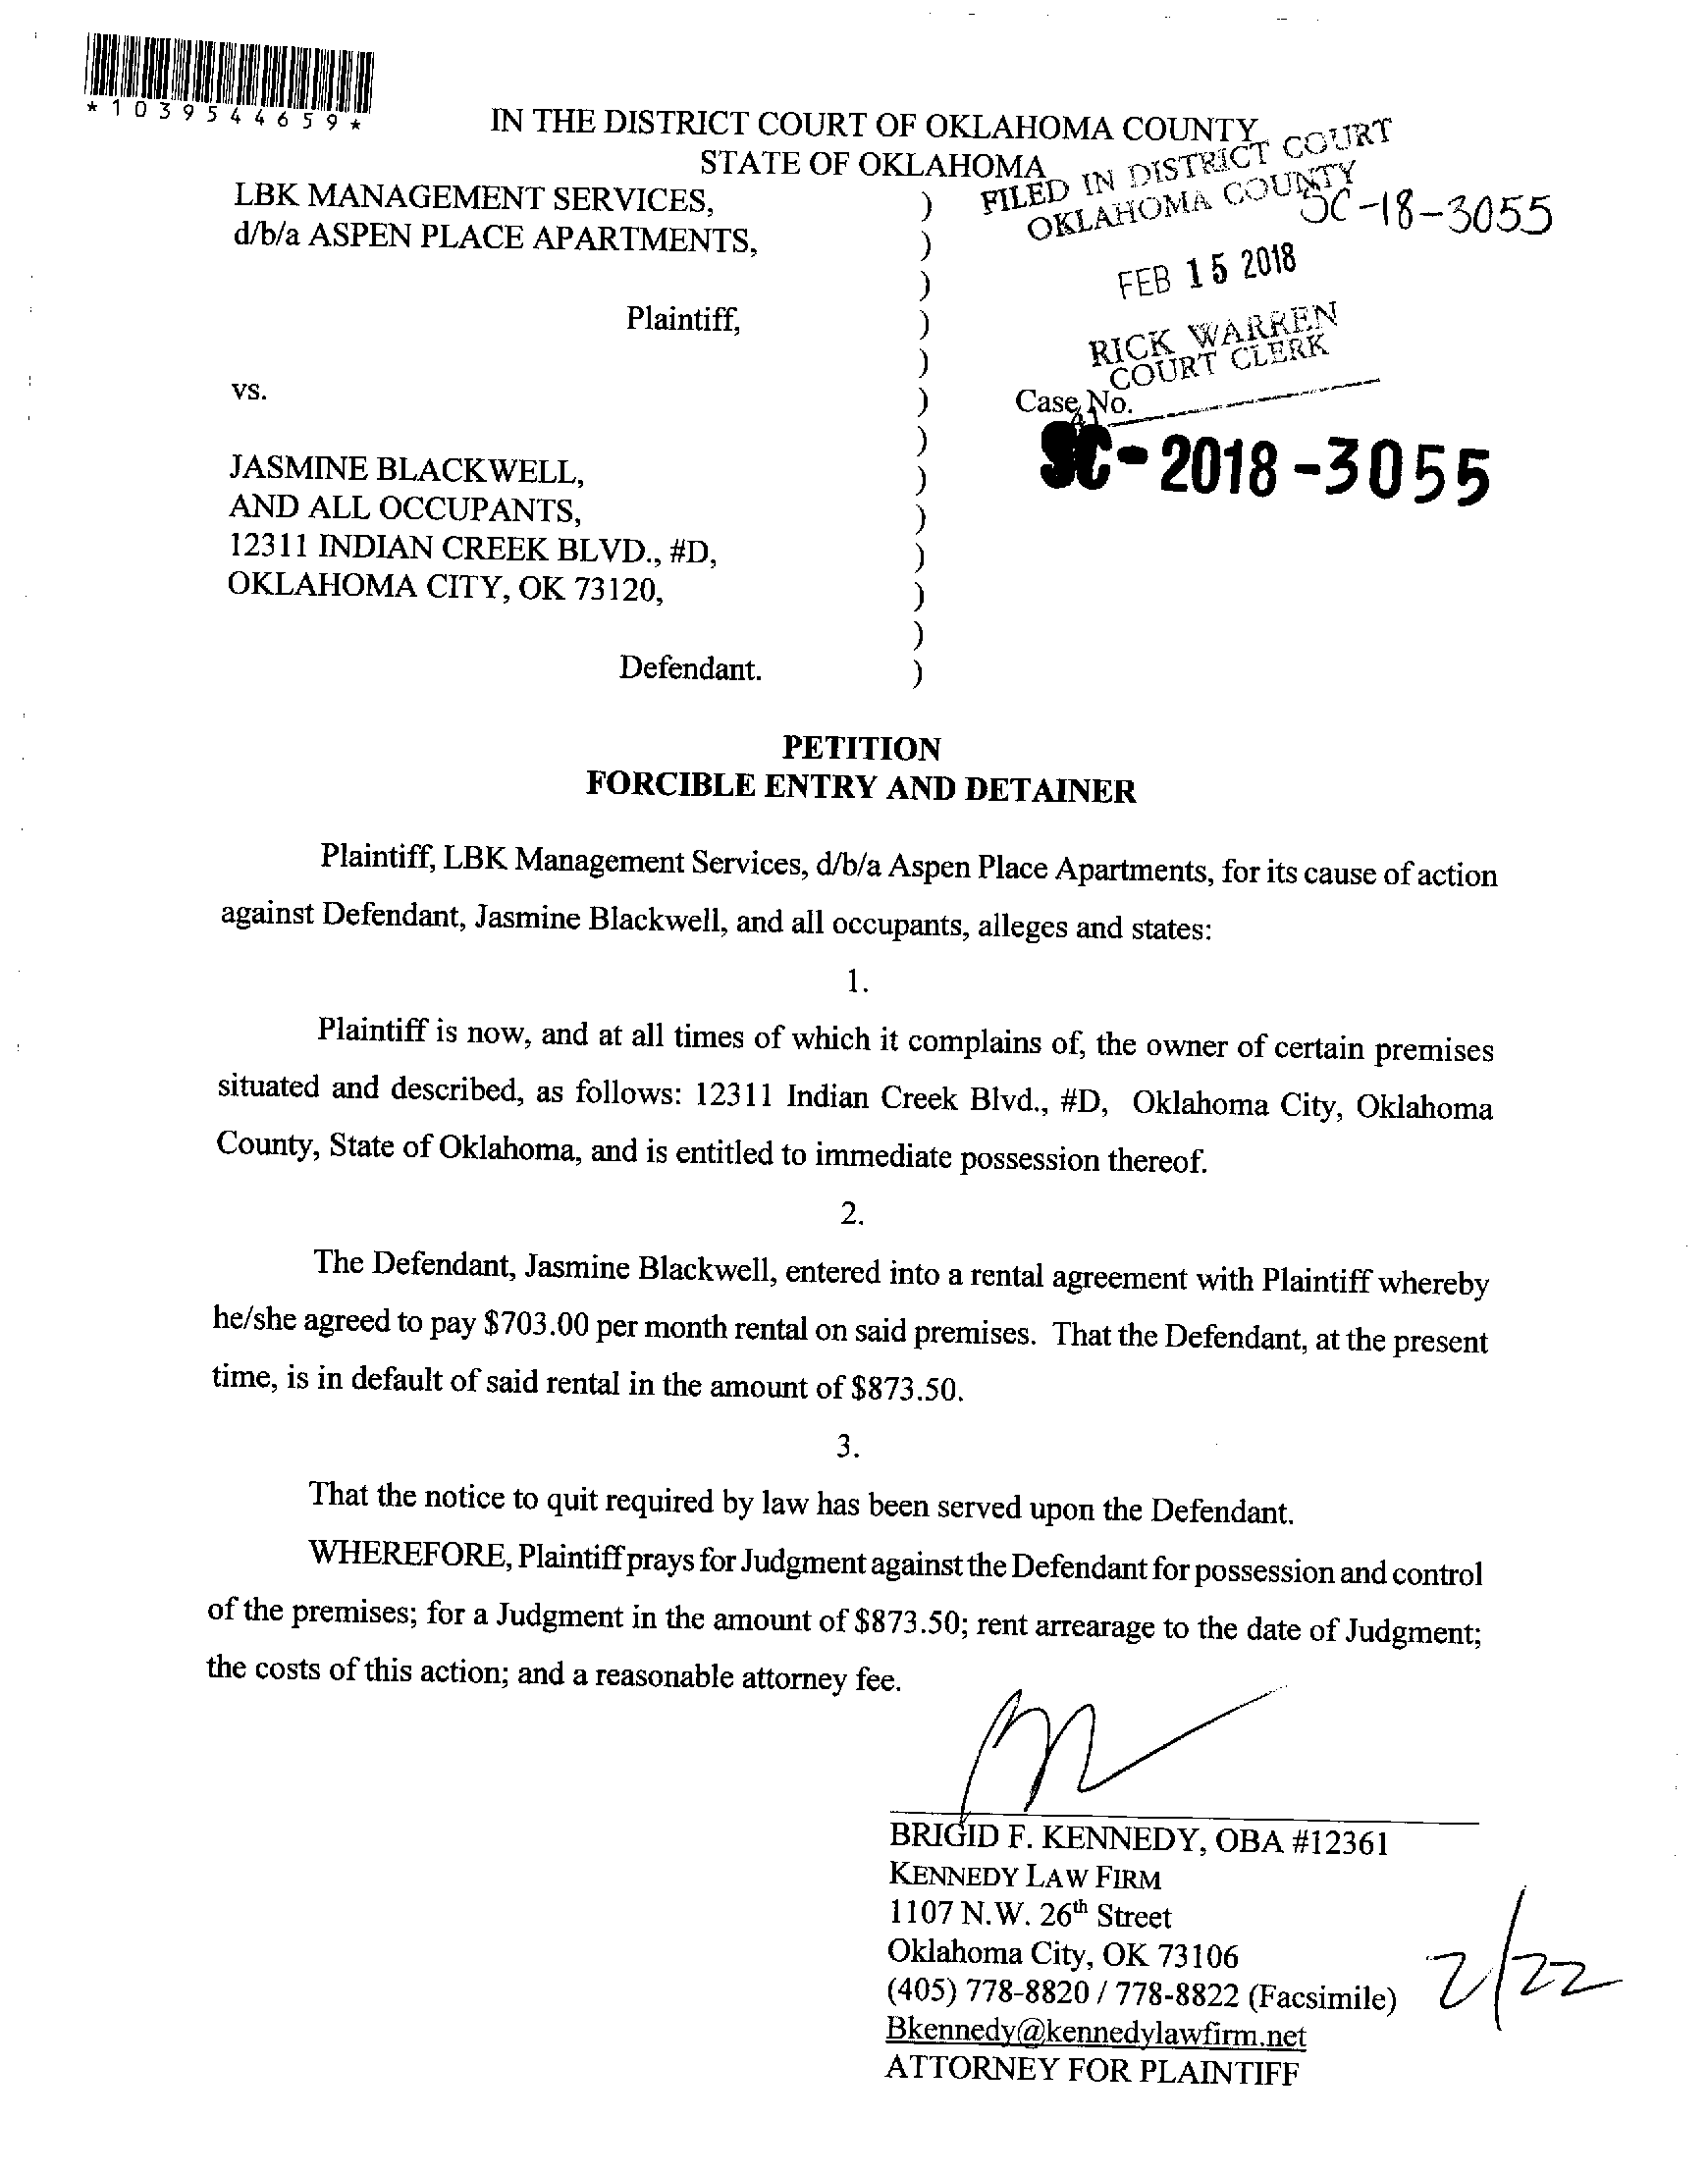 *1039544659*
IN THE DISTRICT COURT OF OKLAHOMA COUNTY
STATE OF OKLAHOMA
FILED IN DISTRICT COURT
OKLAHOMA COUNTY
SC-18-3055
FEB 15 2018
RICK WARREN
COURT CLERK
LBK MANAGEMENT SERVICES, )
d/b/a ASPEN PLACE APARTMENTS, )
)
Plaintiff, )
)
vs. ) Case No.
)
JASMINE BLACKWELL, ) SC-2018-3055
AND ALL OCCUPANTS, )
12311 INDIAN CREEK BLVD., #D, )
OKLAHOMA CITY, OK 73120, )
)
Defendant. )
PETITION
FORCIBLE ENTRY AND DETAINER
Plaintiff, LBK Management Services, d/b/a Aspen Place Apartments, for its cause of action
against Defendant, Jasmine Blackwell, and all occupants, alleges and states:
1.
Plaintiff is now, and at all times of which it complains of, the owner of certain premises
situated and described, as follows: 12311 Indian Creek Blvd., #D, Oklahoma City, Oklahoma
County, State of Oklahoma, and is entitled to immediate possession thereof.
2.
The Defendant, Jasmine Blackwell, entered into a rental agreement with Plaintiff whereby
he/she agreed to pay $703.00 per month rental on said premises. That the Defendant, at the present
time, is in default of said rental in the amount of $873.50.
3.
That the notice to quit required by law has been served upon the Defendant.
WHEREFORE, Plaintiff prays for Judgment against the Defendant for possession and control
of the premises; for a Judgment in the amount of $873.50; rent arrearage to the date of Judgment;
the costs of this action; and a reasonable attorney fee.
BRIGID F. KENNEDY, OBA #12361
KENNEDY LAW FIRM
1107 N.W. 26th Street
Oklahoma City, OK 73106
(405) 778-8820 / 778-8822 (Facsimile)
Bkennedy@kennedylawfirm.net
ATTORNEY FOR PLAINTIFF
2/22